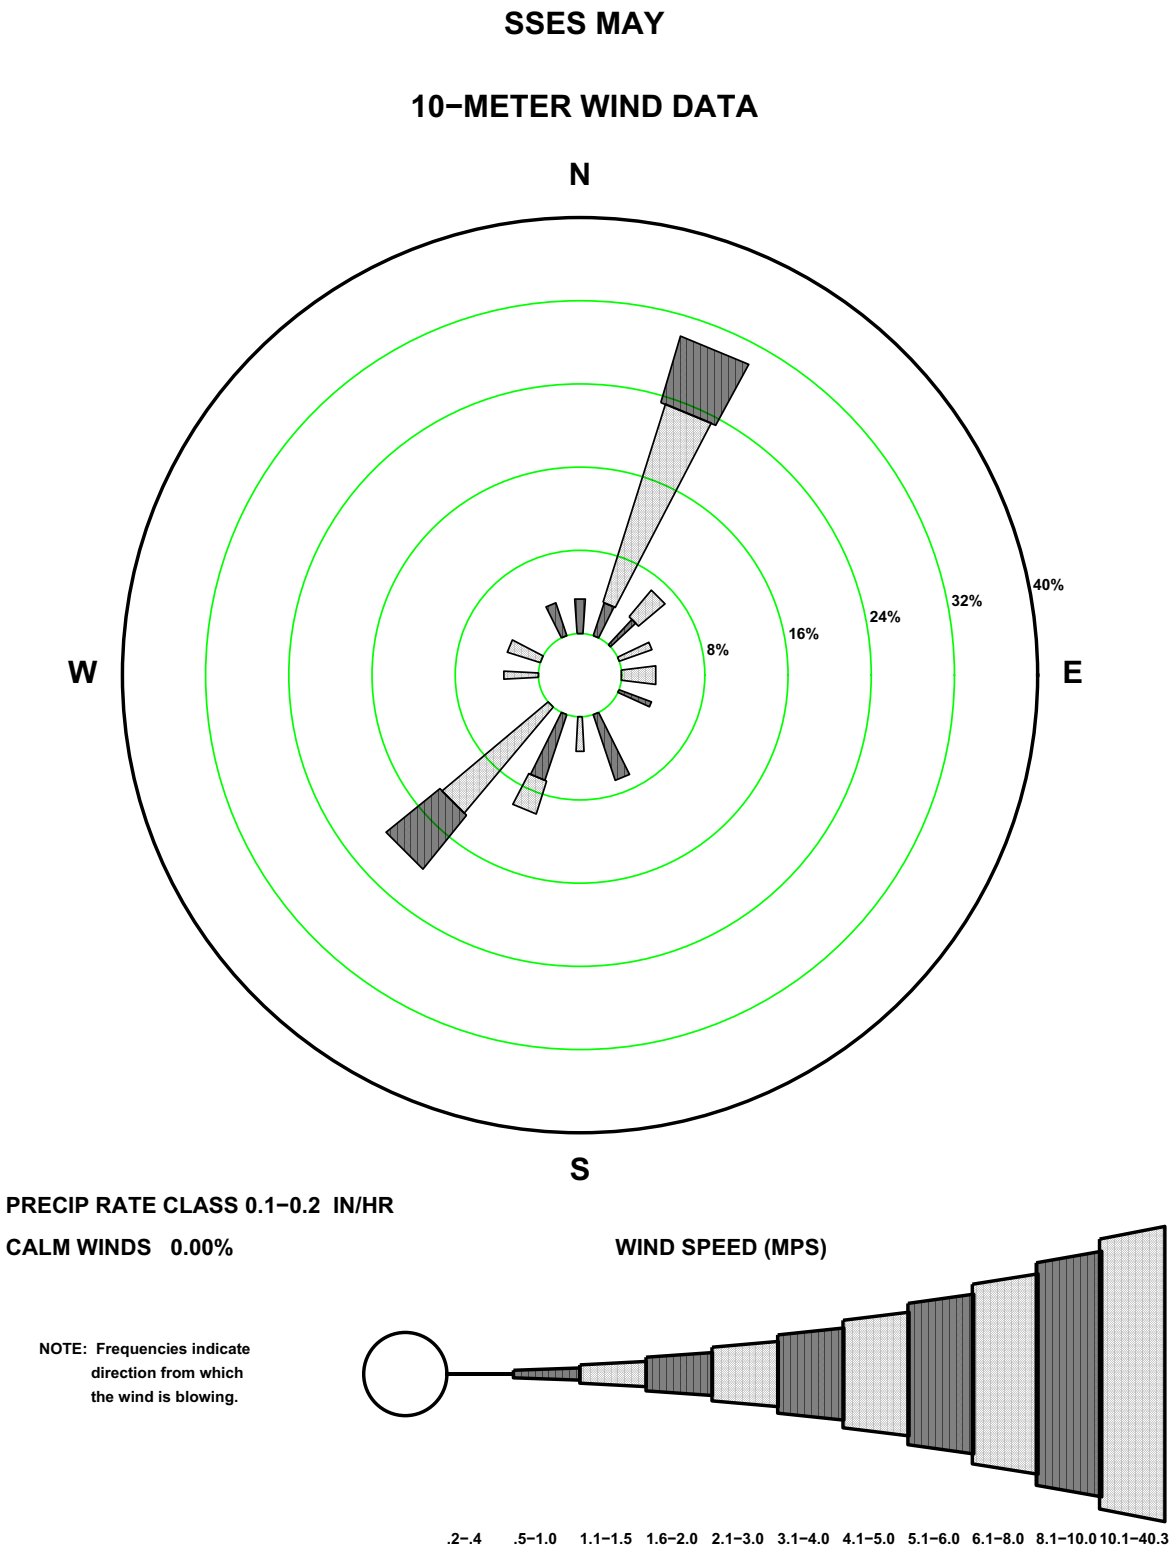 SSES MAY
10−METER WIND DATA
N
40%
32%
24%
16%
8%
W
E
S
PRECIP RATE CLASS 0.1−0.2 IN/HR
CALM WINDS 0.00%
WIND SPEED (MPS)
NOTE: Frequencies indicate
direction from which
the wind is blowing.
.2−.4 .5−1.0 1.1−1.5 1.6−2.0 2.1−3.0 3.1−4.0 4.1−5.0 5.1−6.0 6.1−8.0 8.1−10.0 10.1−40.3